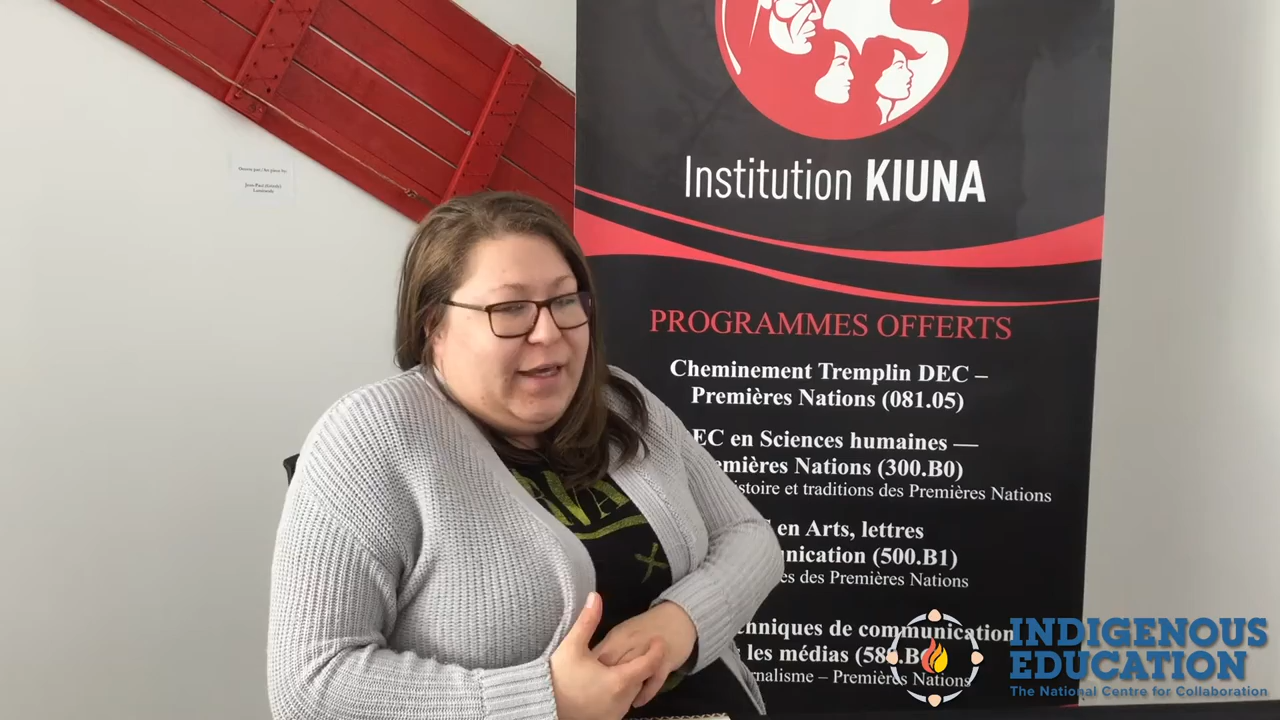 Institution KIUNA
PROGRAMMES OFFERTS
Cheminement Tremplin DEC –
Premières Nations (081.05)
EC en Sciences humaines —
emières Nations (300.B0)
istoire et traditions des Premières Nations
en Arts, lettres
unication (500.B1)
es des Premières Nations
chniques de communication
les médias (58
rnalisme – Premières Nations
INDIGENOUS
EDUCATION
The National Centre for Collaboration